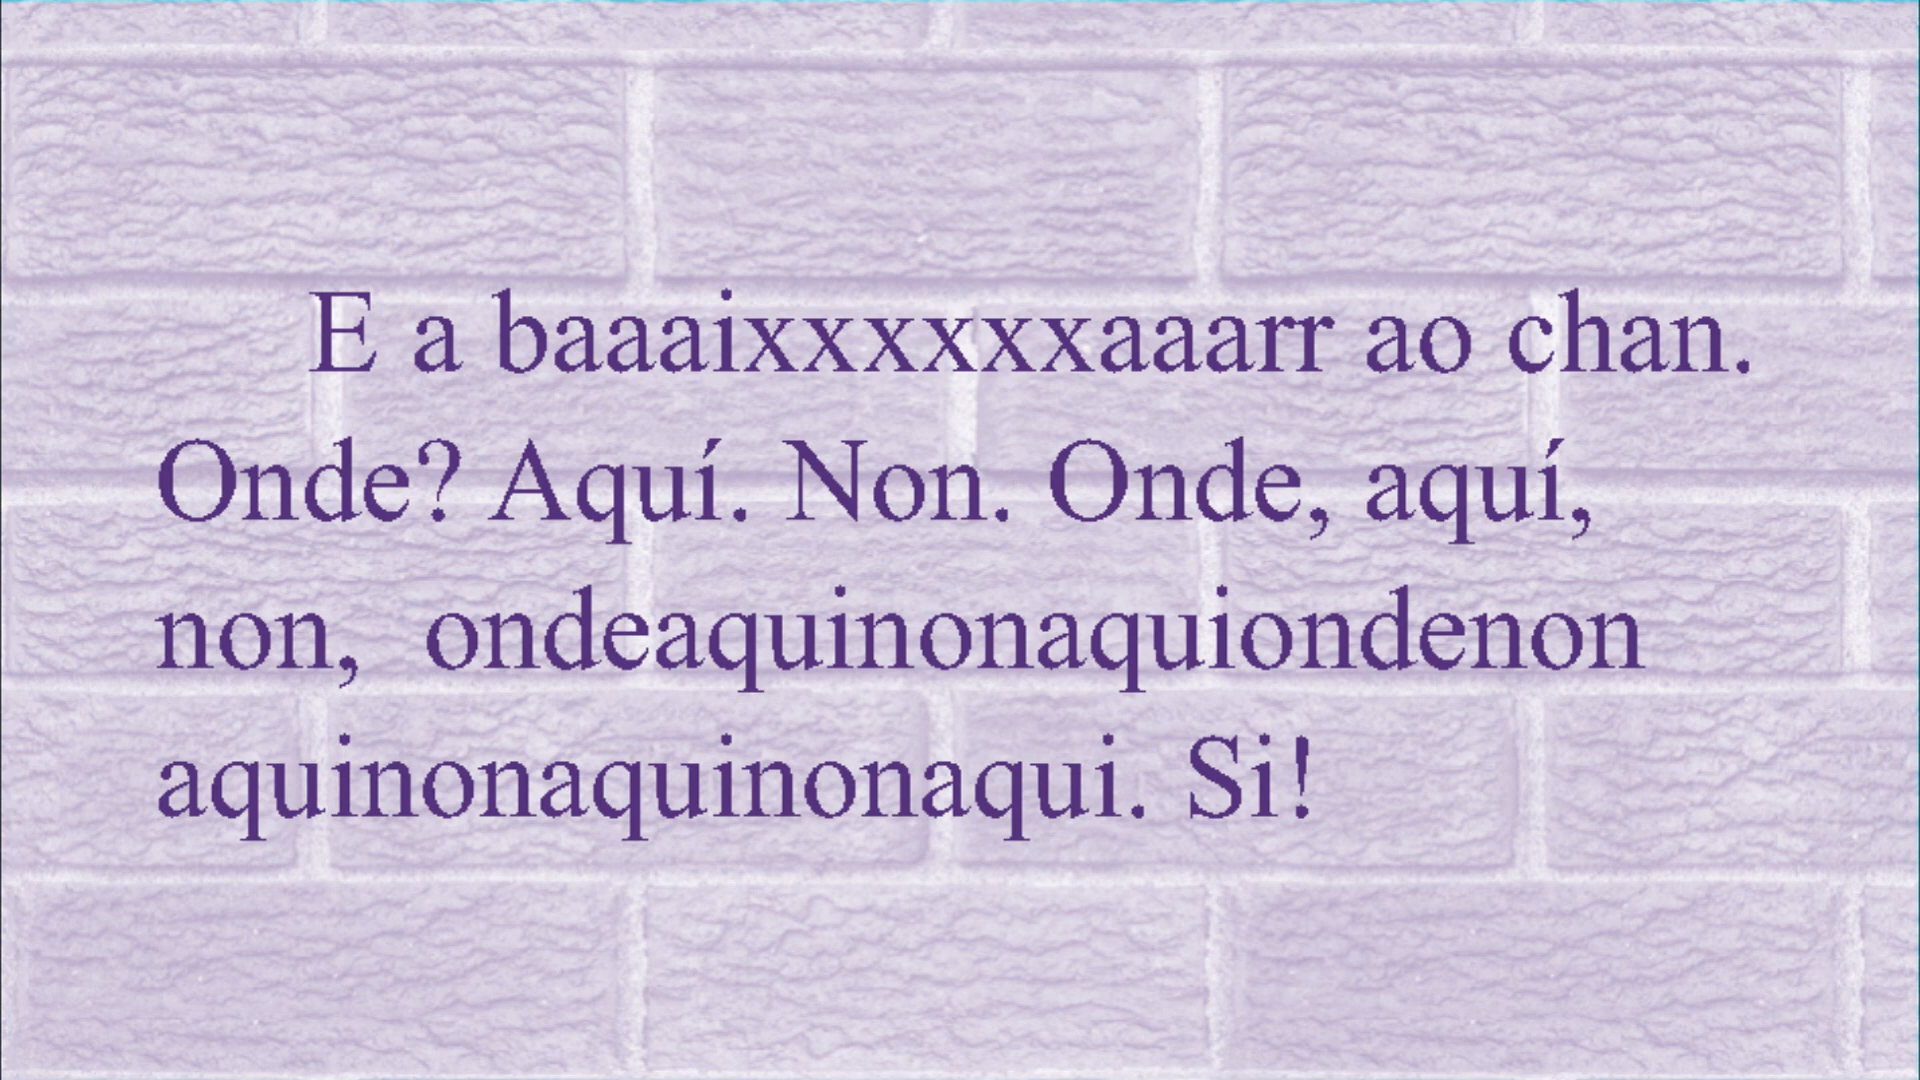 E a baaaixxxxxxaaarr ao chan.
Onde? Aquí. Non. Onde, aquí,
non, ondeaquinonaquiondenon
aquinonaquinonaqui. Si!